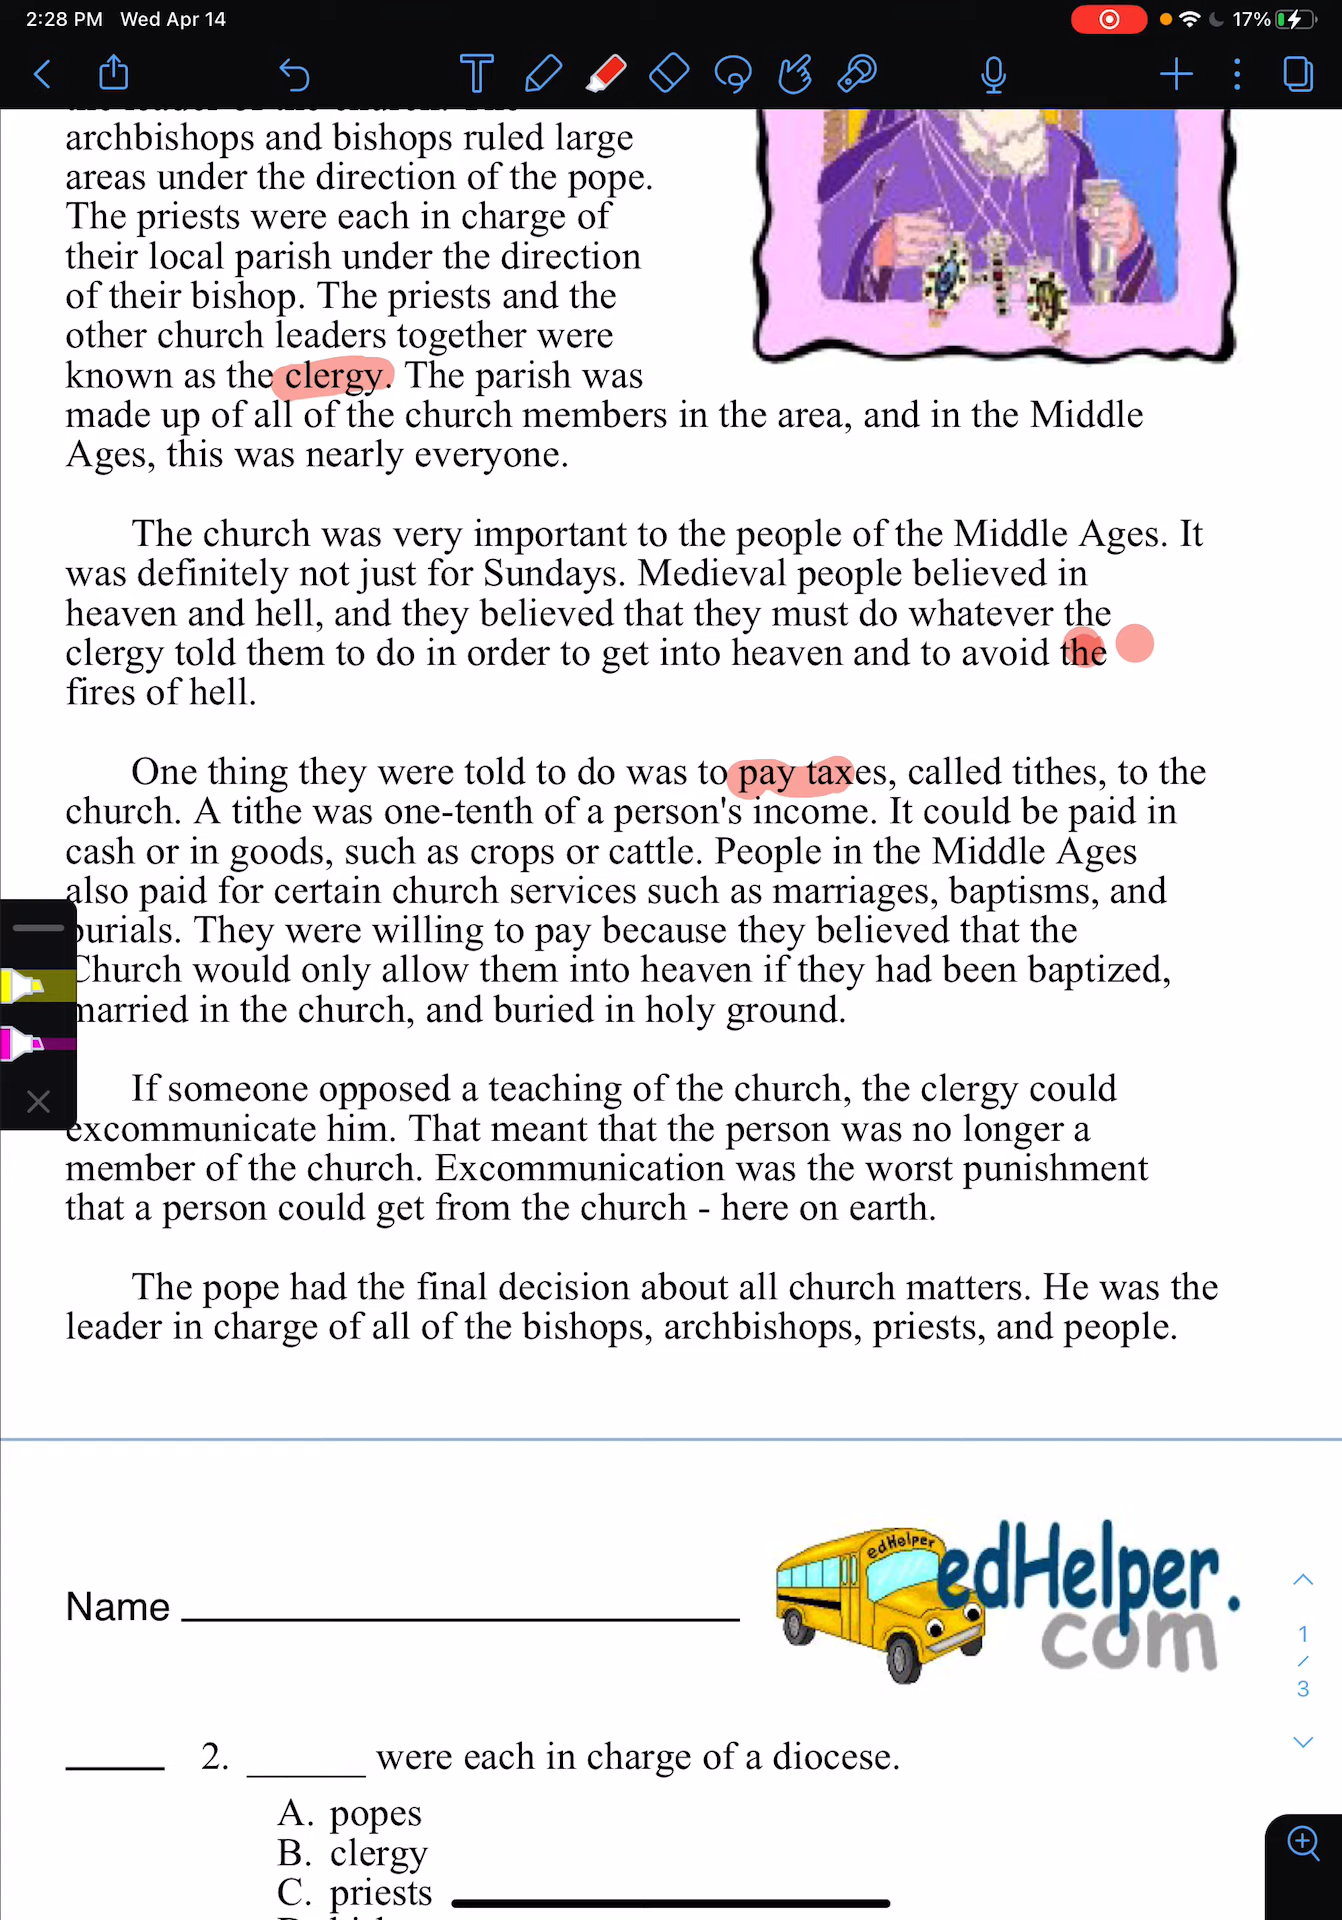 2:28 PM Wed Apr 14
17%
the leader of the church. The
archbishops and bishops ruled large
areas under the direction of the pope.
The priests were each in charge of
their local parish under the direction
of their bishop. The priests and the
other church leaders together were
known as the clergy. The parish was
made up of all of the church members in the area, and in the Middle
Ages, this was nearly everyone.
The church was very important to the people of the Middle Ages. It
was definitely not just for Sundays. Medieval people believed in
heaven and hell, and they believed that they must do whatever the
clergy told them to do in order to get into heaven and to avoid the
fires of hell.
One thing they were told to do was to pay taxes, called tithes, to the
church. A tithe was one-tenth of a person's income. It could be paid in
cash or in goods, such as crops or cattle. People in the Middle Ages
also paid for certain church services such as marriages, baptisms, and
burials. They were willing to pay because they believed that the
Church would only allow them into heaven if they had been baptized,
married in the church, and buried in holy ground.
If someone opposed a teaching of the church, the clergy could
excommunicate him. That meant that the person was no longer a
member of the church. Excommunication was the worst punishment
that a person could get from the church - here on earth.
The pope had the final decision about all church matters. He was the
leader in charge of all of the bishops, archbishops, priests, and people.
Name
edHelper
edHelper.
com
1
/
3
2. ______ were each in charge of a diocese.
A. popes
B. clergy
C. priests